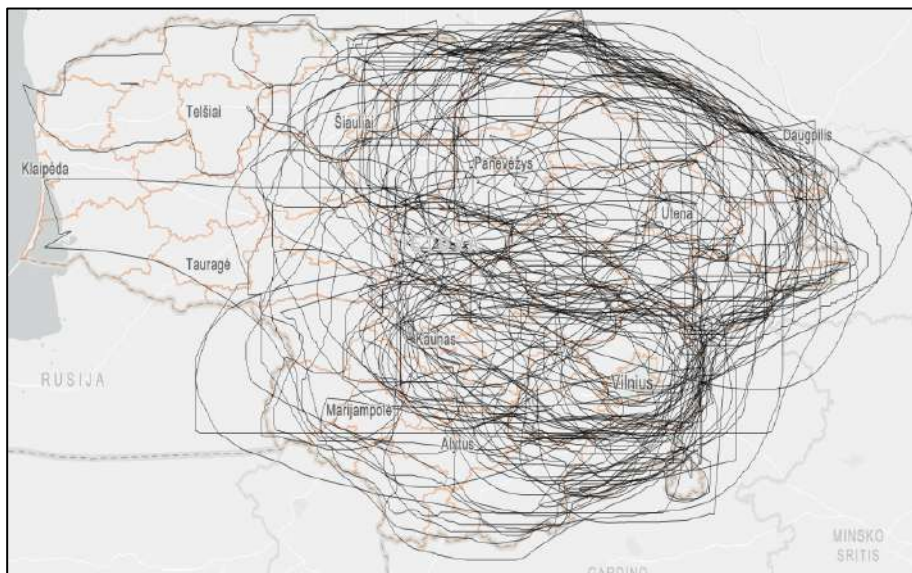 Telšiai
Šiauliai
Daugpilis
Panevėžys
Klaipėda
Utena
Tauragė
Kaunas
RUSIJA
Vilnius
Marijampolė
Alytus
MINSKO
SRITIS